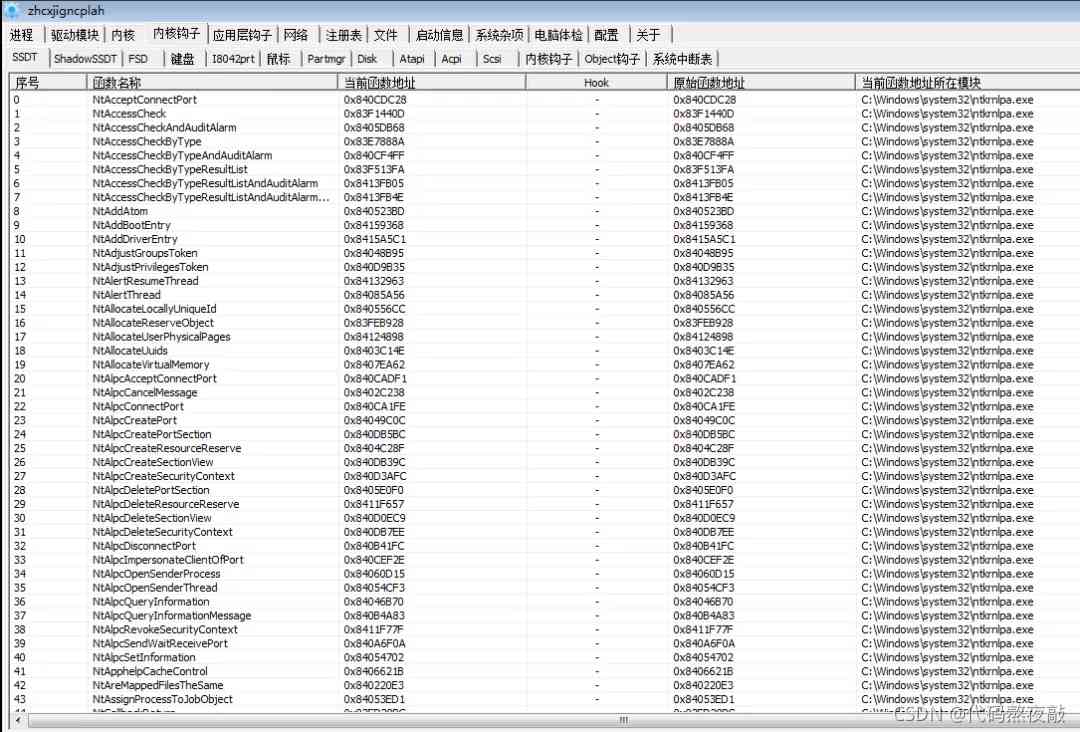 zhcxjigncplah
进程 驱动模块 内核 内核钩子 应用层钩子 网络 注册表 文件 启动信息 系统杂项 电脑体检 配置 关于
SSDT ShadowSSDT FSD 键盘 I8042prt 鼠标 Partmgr Disk Atapi Acpi Scsi 内核钩子 Object钩子 系统中断表
序号 函数名称 当前函数地址 Hook 原始函数地址 当前函数地址所在模块
0 NtAcceptConnectPort 0x840CDC28 - 0x840CDC28 C:\Windows\system32\ntkrnlpa.exe
1 NtAccessCheck 0x83F1440D - 0x83F1440D C:\Windows\system32\ntkrnlpa.exe
2 NtAccessCheckAndAuditAlarm 0x8405DB68 - 0x8405DB68 C:\Windows\system32\ntkrnlpa.exe
3 NtAccessCheckByType 0x83E7888A - 0x83E7888A C:\Windows\system32\ntkrnlpa.exe
4 NtAccessCheckByTypeAndAuditAlarm 0x840CF4FF - 0x840CF4FF C:\Windows\system32\ntkrnlpa.exe
5 NtAccessCheckByTypeResultList 0x83F513FA - 0x83F513FA C:\Windows\system32\ntkrnlpa.exe
6 NtAccessCheckByTypeResultListAndAuditAlarm 0x8413FB05 - 0x8413FB05 C:\Windows\system32\ntkrnlpa.exe
7 NtAccessCheckByTypeResultListAndAuditAlarm... 0x8413FB4E - 0x8413FB4E C:\Windows\system32\ntkrnlpa.exe
8 NtAddAtom 0x840523BD - 0x840523BD C:\Windows\system32\ntkrnlpa.exe
9 NtAddBootEntry 0x84159368 - 0x84159368 C:\Windows\system32\ntkrnlpa.exe
10 NtAddDriverEntry 0x8415A5C1 - 0x8415A5C1 C:\Windows\system32\ntkrnlpa.exe
11 NtAdjustGroupsToken 0x84048B95 - 0x84048B95 C:\Windows\system32\ntkrnlpa.exe
12 NtAdjustPrivilegesToken 0x840D9B35 - 0x840D9B35 C:\Windows\system32\ntkrnlpa.exe
13 NtAlertResumeThread 0x84132963 - 0x84132963 C:\Windows\system32\ntkrnlpa.exe
14 NtAlertThread 0x84085A56 - 0x84085A56 C:\Windows\system32\ntkrnlpa.exe
15 NtAllocateLocallyUniqueId 0x840556CC - 0x840556CC C:\Windows\system32\ntkrnlpa.exe
16 NtAllocateReserveObject 0x83FEB928 - 0x83FEB928 C:\Windows\system32\ntkrnlpa.exe
17 NtAllocateUserPhysicalPages 0x84124898 - 0x84124898 C:\Windows\system32\ntkrnlpa.exe
18 NtAllocateUuids 0x8403C14E - 0x8403C14E C:\Windows\system32\ntkrnlpa.exe
19 NtAllocateVirtualMemory 0x8407EA62 - 0x8407EA62 C:\Windows\system32\ntkrnlpa.exe
20 NtAlpcAcceptConnectPort 0x840CADF1 - 0x840CADF1 C:\Windows\system32\ntkrnlpa.exe
21 NtAlpcCancelMessage 0x8402C238 - 0x8402C238 C:\Windows\system32\ntkrnlpa.exe
22 NtAlpcConnectPort 0x840CA1FE - 0x840CA1FE C:\Windows\system32\ntkrnlpa.exe
23 NtAlpcCreatePort 0x84049C0C - 0x84049C0C C:\Windows\system32\ntkrnlpa.exe
24 NtAlpcCreatePortSection 0x840DB5BC - 0x840DB5BC C:\Windows\system32\ntkrnlpa.exe
25 NtAlpcCreateResourceReserve 0x8404C28F - 0x8404C28F C:\Windows\system32\ntkrnlpa.exe
26 NtAlpcCreateSectionView 0x840DB39C - 0x840DB39C C:\Windows\system32\ntkrnlpa.exe
27 NtAlpcCreateSecurityContext 0x840D3AFC - 0x840D3AFC C:\Windows\system32\ntkrnlpa.exe
28 NtAlpcDeletePortSection 0x8405E0F0 - 0x8405E0F0 C:\Windows\system32\ntkrnlpa.exe
29 NtAlpcDeleteResourceReserve 0x8411F657 - 0x8411F657 C:\Windows\system32\ntkrnlpa.exe
30 NtAlpcDeleteSectionView 0x840D0EC9 - 0x840D0EC9 C:\Windows\system32\ntkrnlpa.exe
31 NtAlpcDeleteSecurityContext 0x840DB7EE - 0x840DB7EE C:\Windows\system32\ntkrnlpa.exe
32 NtAlpcDisconnectPort 0x840B41FC - 0x840B41FC C:\Windows\system32\ntkrnlpa.exe
33 NtAlpcImpersonateClientOfPort 0x840CEF2E - 0x840CEF2E C:\Windows\system32\ntkrnlpa.exe
34 NtAlpcOpenSenderProcess 0x84060D15 - 0x84060D15 C:\Windows\system32\ntkrnlpa.exe
35 NtAlpcOpenSenderThread 0x84054CF3 - 0x84054CF3 C:\Windows\system32\ntkrnlpa.exe
36 NtAlpcQueryInformation 0x84046B70 - 0x84046B70 C:\Windows\system32\ntkrnlpa.exe
37 NtAlpcQueryInformationMessage 0x840B4A83 - 0x840B4A83 C:\Windows\system32\ntkrnlpa.exe
38 NtAlpcRevokeSecurityContext 0x8411F77F - 0x8411F77F C:\Windows\system32\ntkrnlpa.exe
39 NtAlpcSendWaitReceivePort 0x840A6F0A - 0x840A6F0A C:\Windows\system32\ntkrnlpa.exe
40 NtAlpcSetInformation 0x84054702 - 0x84054702 C:\Windows\system32\ntkrnlpa.exe
41 NtApphelpCacheControl 0x8406621B - 0x8406621B C:\Windows\system32\ntkrnlpa.exe
42 NtAreMappedFilesTheSame 0x840220E3 - 0x840220E3 C:\Windows\system32\ntkrnlpa.exe
43 NtAssignProcessToJobObject 0x84053ED1 - 0x84053ED1 C:\Windows\system32\ntkrnlpa.exe
CSDN @代码熬夜敲